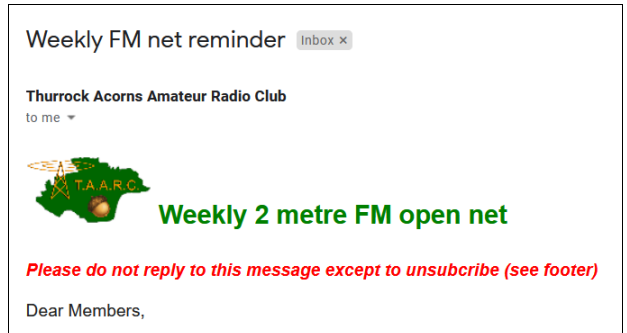 Weekly FM net reminder Inbox ×
Thurrock Acorns Amateur Radio Club
to me
T.A.A.R.C.
Weekly 2 metre FM open net
Please do not reply to this message except to unsubcribe (see footer)
Dear Members,